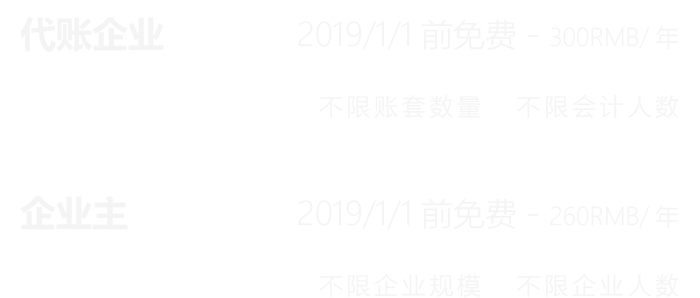 代账企业 2019/1/1 前免费 - 300RMB/ 年
不限账套数量 不限会计人数
企业主 2019/1/1 前免费 - 260RMB/ 年
不限企业规模 不限企业人数